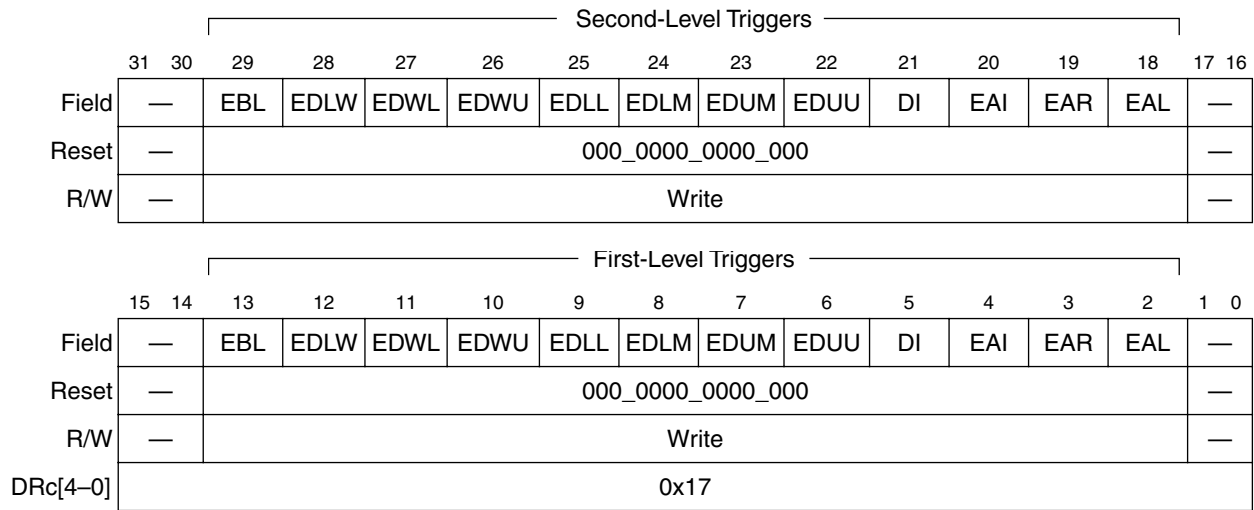 Second-Level Triggers
31 30 29 28 27 26 25 24 23 22 21 20 19 18 17 16
Field — EBL EDLW EDWL EDWU EDLL EDLM EDUM EDUU DI EAI EAR EAL —
Reset — 000_0000_0000_000 —
R/W — Write —
First-Level Triggers
15 14 13 12 11 10 9 8 7 6 5 4 3 2 1 0
Field — EBL EDLW EDWL EDWU EDLL EDLM EDUM EDUU DI EAI EAR EAL —
Reset — 000_0000_0000_000 —
R/W — Write —
DRc[4–0] 0x17